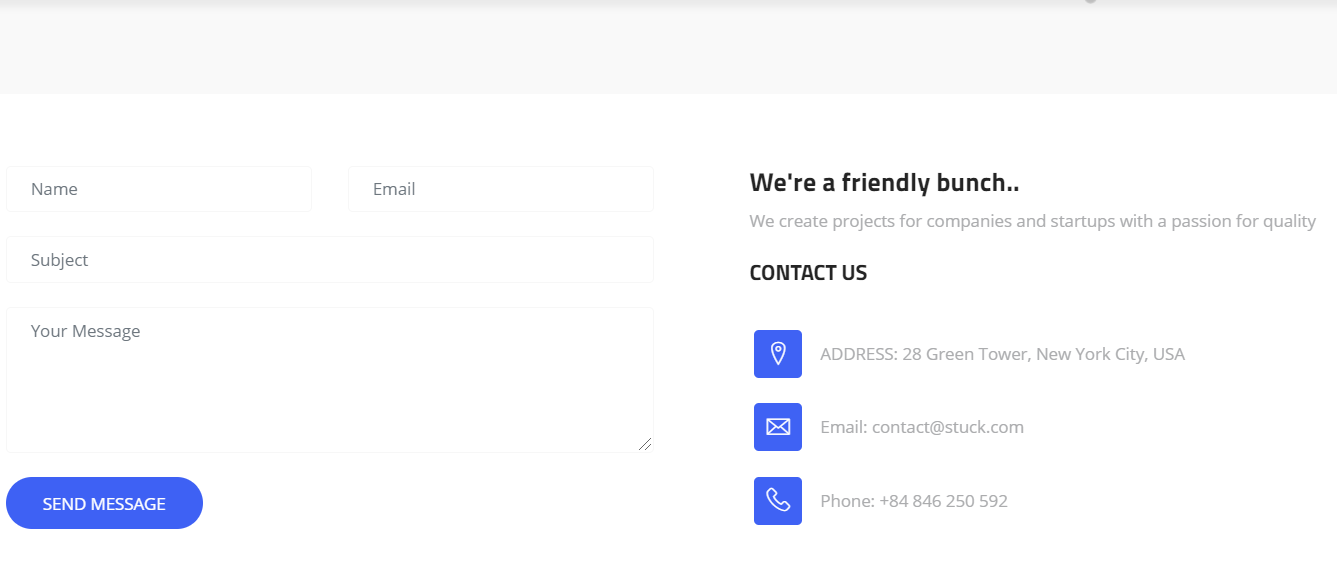 Name
Email
Subject
Your Message
SEND MESSAGE
We're a friendly bunch..
We create projects for companies and startups with a passion for quality
CONTACT US
ADDRESS: 28 Green Tower, New York City, USA
Email: contact@stuck.com
Phone: +84 846 250 592